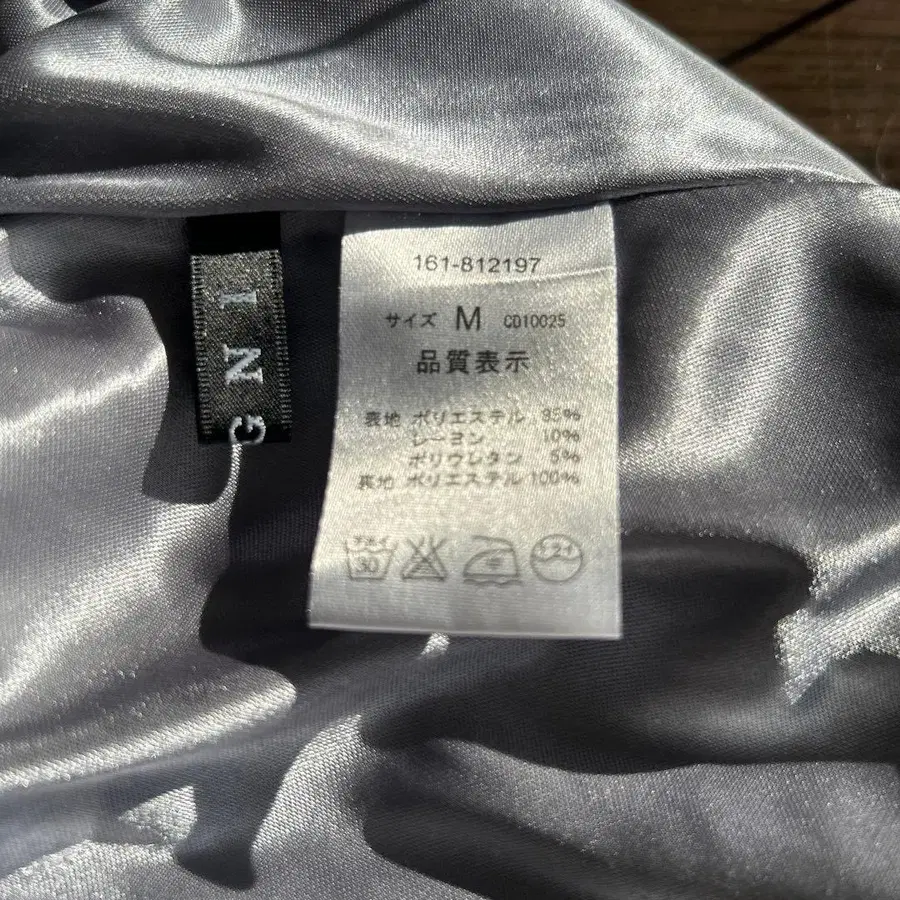 I
N
G
161-812197
サイズ M CD10025
品質表示
表地 ポリエステル 85%
レーヨン 10%
ポリウレタン 5%
裏地 ポリエステル 100%
30